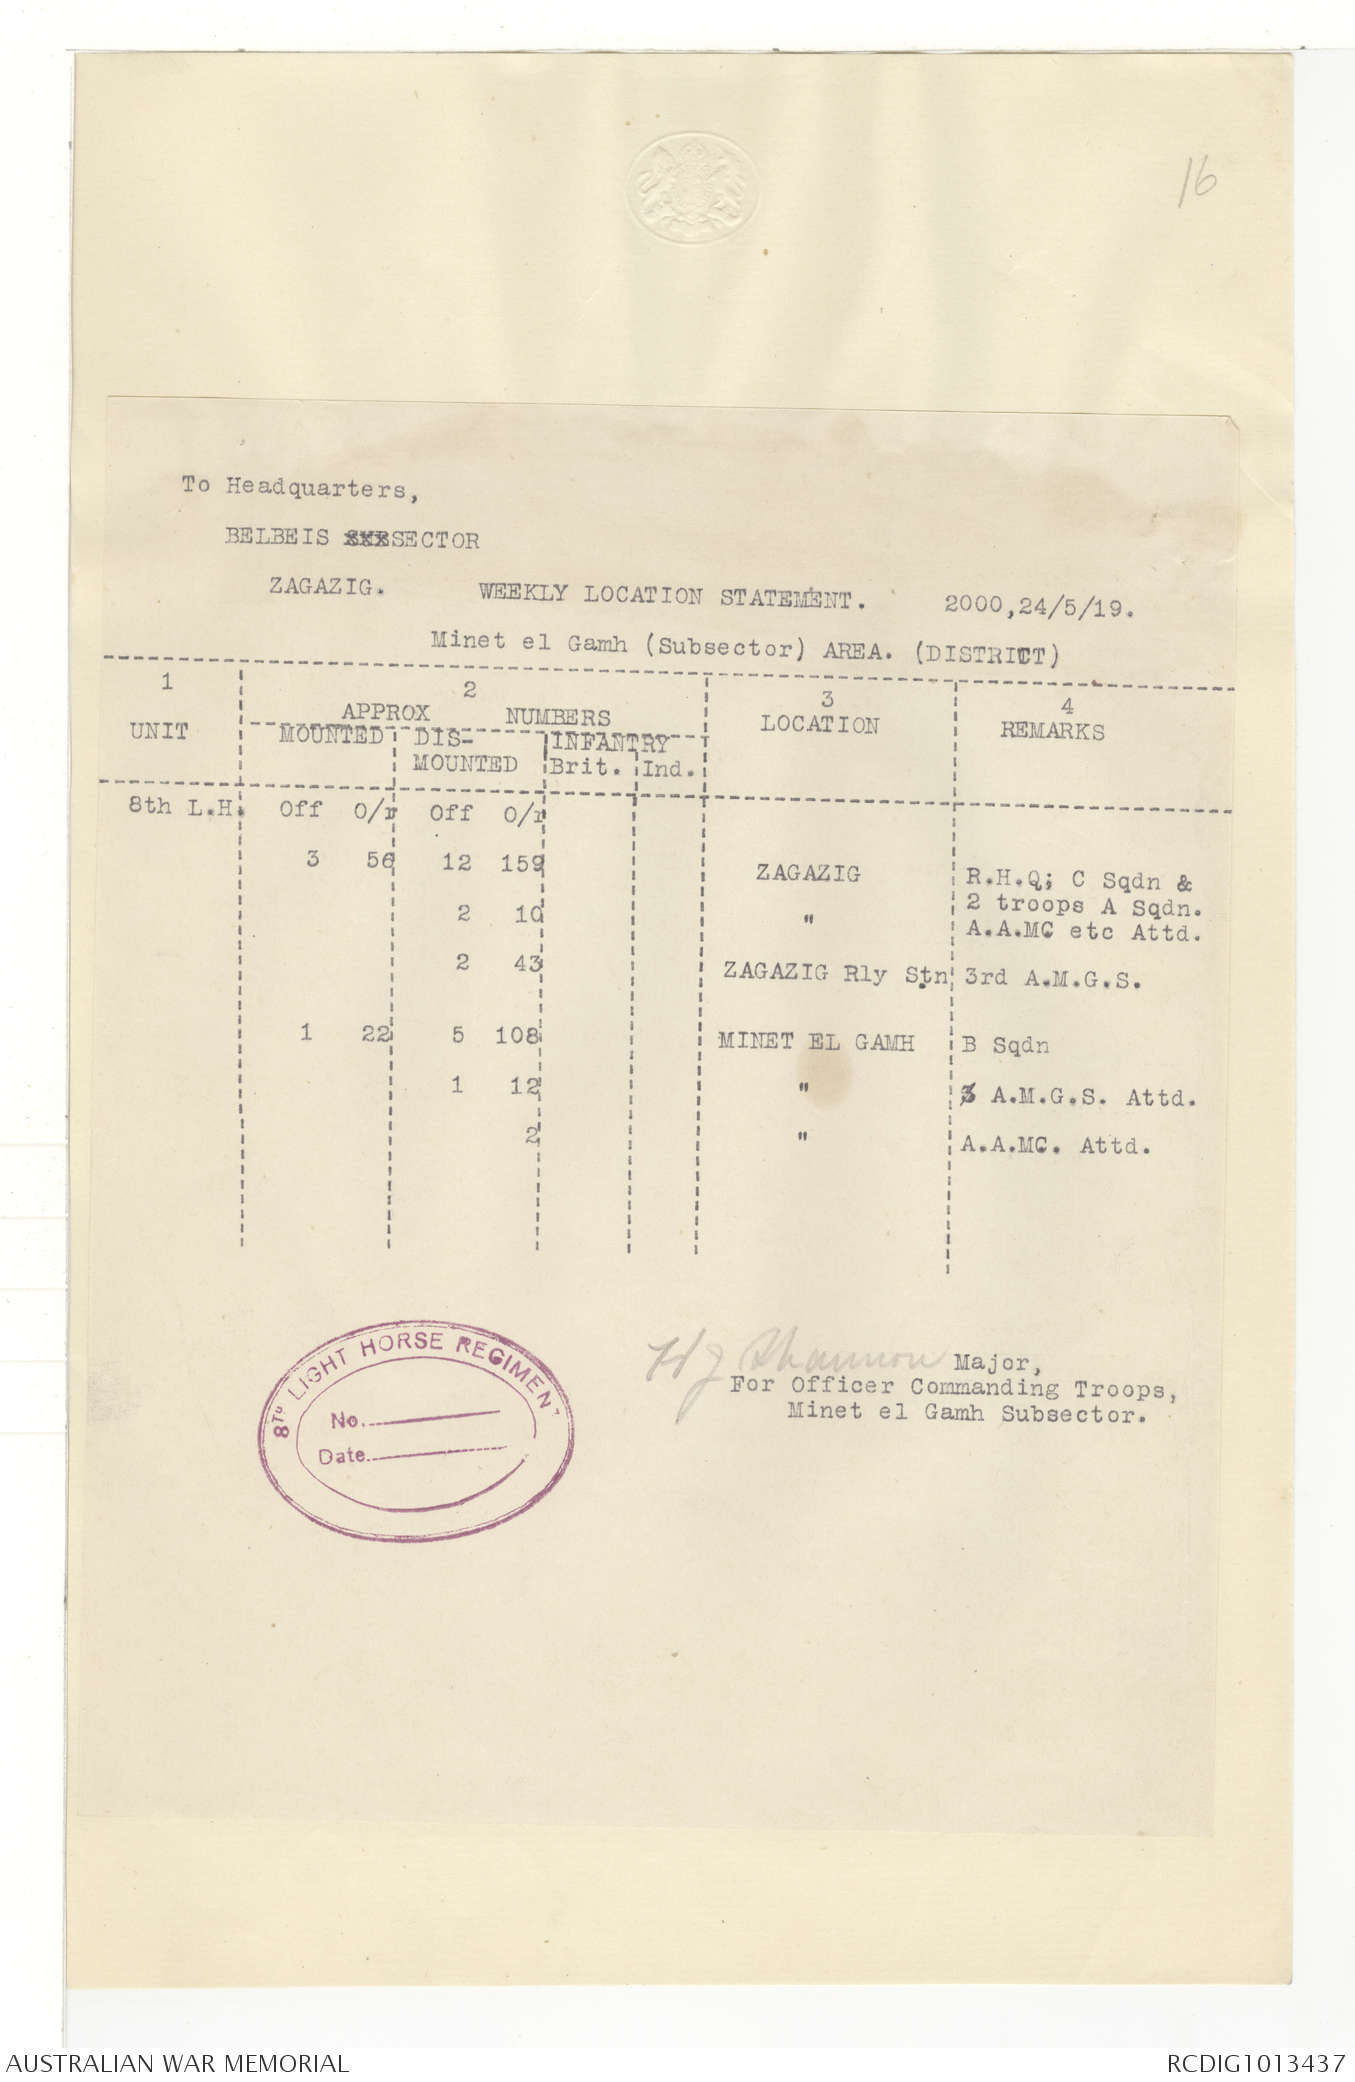 16
To Headquarters,
BELBEIS SECTOR
ZAGAZIG. WEEKLY LOCATION STATEMENT. 2000,24/5/19.
Minet el Gamh (Subsector) AREA. (DISTRICT)
1 2 3 4
APPROX NUMBERS
UNIT MOUNTED DIS- INFANTRY LOCATION REMARKS
MOUNTED Brit. Ind.
8th L.H. Off O/r Off O/r
3 56 12 159 ZAGAZIG R.H.Q; C Sqdn &
2 troops A Sqdn.
2 10 " A.A.MC etc Attd.
2 43 ZAGAZIG Rly Stn. 3rd A.M.G.S.
1 22 5 108 MINET EL GAMH B Sqdn
1 12 " 3 A.M.G.S. Attd.
2 " A.A.MC. Attd.
HJ Shannon Major,
For Officer Commanding Troops,
Minet el Gamh Subsector.
8TH LIGHT HORSE REGIMENT
No.
Date
AUSTRALIAN WAR MEMORIAL RCDIG1013437